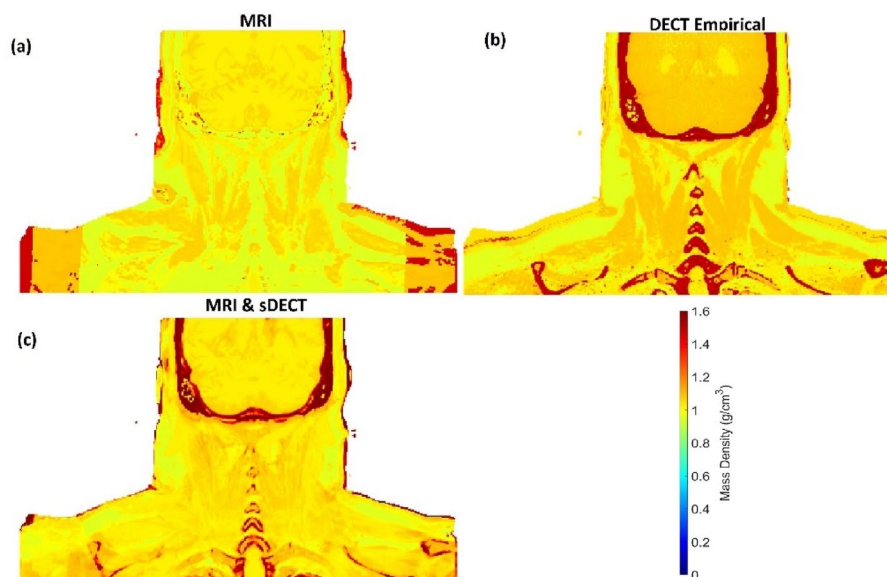 MRI
(a)
DECT Empirical
(b)
MRI & sDECT
(c)
1.6
1.4
1.2
1
0.8
0.6
0.4
0.2
0
Mass Density (g/cm³)